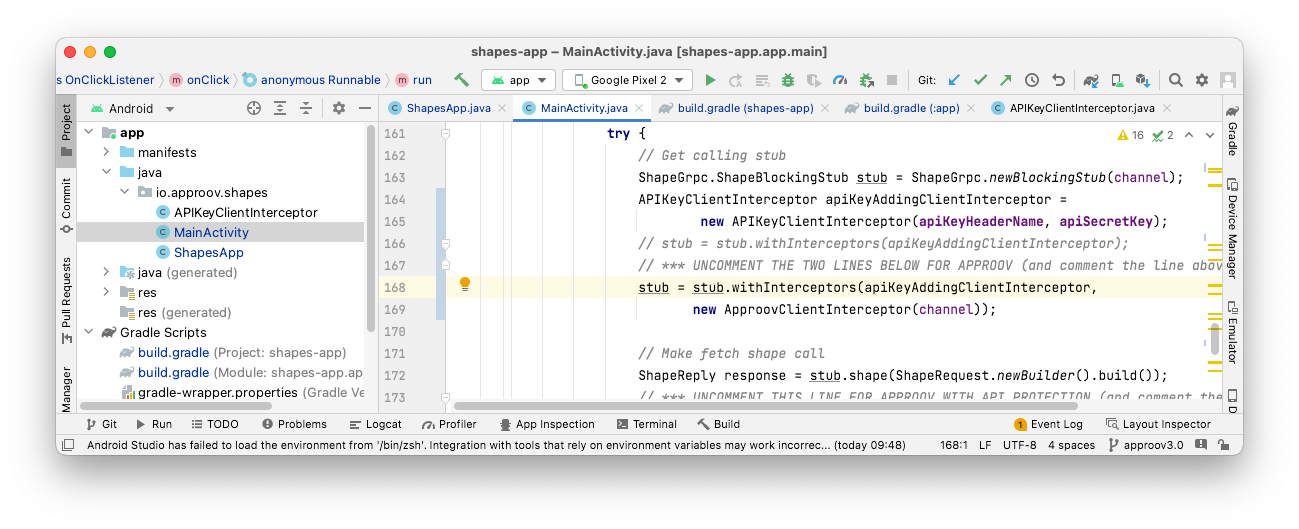 shapes-app – MainActivity.java [shapes-app.app.main]
s OnClickListener onClick anonymous Runnable run app Google Pixel 2 Git:
Project
Commit
Pull Requests
Manager
Android
app
manifests
java
io.approov.shapes
APIKeyClientInterceptor
MainActivity
ShapesApp
java (generated)
res
res (generated)
Gradle Scripts
build.gradle (Project: shapes-app)
build.gradle (Module: shapes-app.ap
gradle-wrapper.properties (Gradle Ve
ShapesApp.java MainActivity.java build.gradle (shapes-app) build.gradle (:app) APIKeyClientInterceptor.java
16 2
161 try {
162 // Get calling stub
163 ShapeGrpc.ShapeBlockingStub stub = ShapeGrpc.newBlockingStub(channel);
164 APIKeyClientInterceptor apiKeyAddingClientInterceptor =
165 new APIKeyClientInterceptor(apiKeyHeaderName, apiSecretKey);
166 // stub = stub.withInterceptors(apiKeyAddingClientInterceptor);
167 // *** UNCOMMENT THE TWO LINES BELOW FOR APPROOV (and comment the line abov
168 stub = stub.withInterceptors(apiKeyAddingClientInterceptor,
169 new ApproovClientInterceptor(channel));
170
171 // Make fetch shape call
172 ShapeReply response = stub.shape(ShapeRequest.newBuilder().build());
173 // *** UNCOMMENT THIS LINE FOR APPROOV WITH API PROTECTION (and comment the
Gradle
Device Manager
Emulator
D
Git Run TODO Problems Logcat Profiler App Inspection Terminal Build 1 Event Log Layout Inspector
Android Studio has failed to load the environment from '/bin/zsh'. Integration with tools that rely on environment variables may work incorrec... (today 09:48) 168:1 LF UTF-8 4 spaces approov3.0